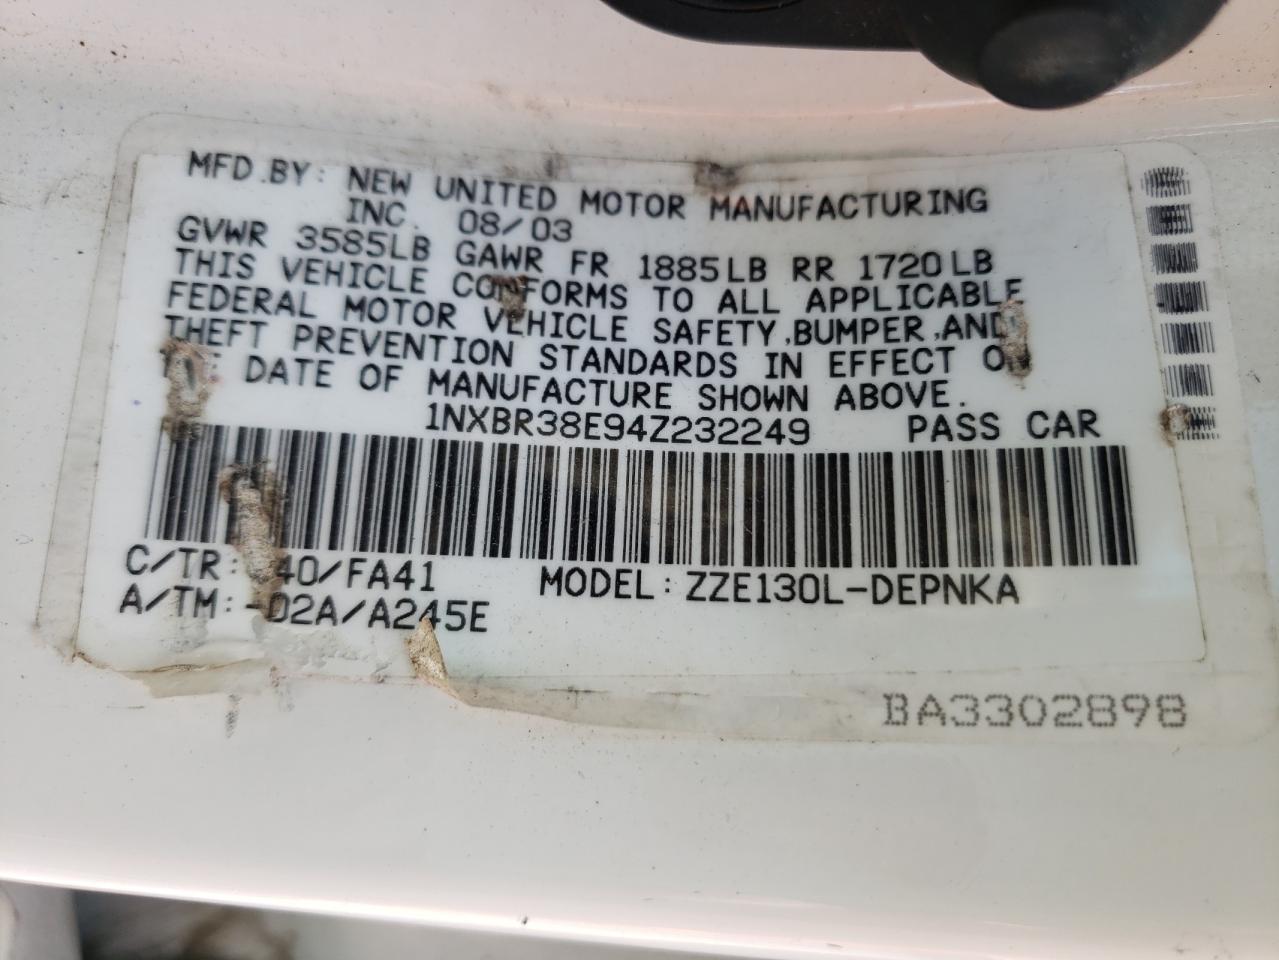 MFD.BY: NEW UNITED MOTOR MANUFACTURING
INC. 08/03
GVWR 3585LB GAWR FR 1885LB RR 1720LB
THIS VEHICLE CONFORMS TO ALL APPLICABLE
FEDERAL MOTOR VEHICLE SAFETY,BUMPER,AND
THEFT PREVENTION STANDARDS IN EFFECT ON
THE DATE OF MANUFACTURE SHOWN ABOVE.
1NXBR38E94Z232249 PASS CAR
C/TR: 40/FA41
A/TM:-02A/A245E
MODEL: ZZE130L-DEPNKA
BA3302898